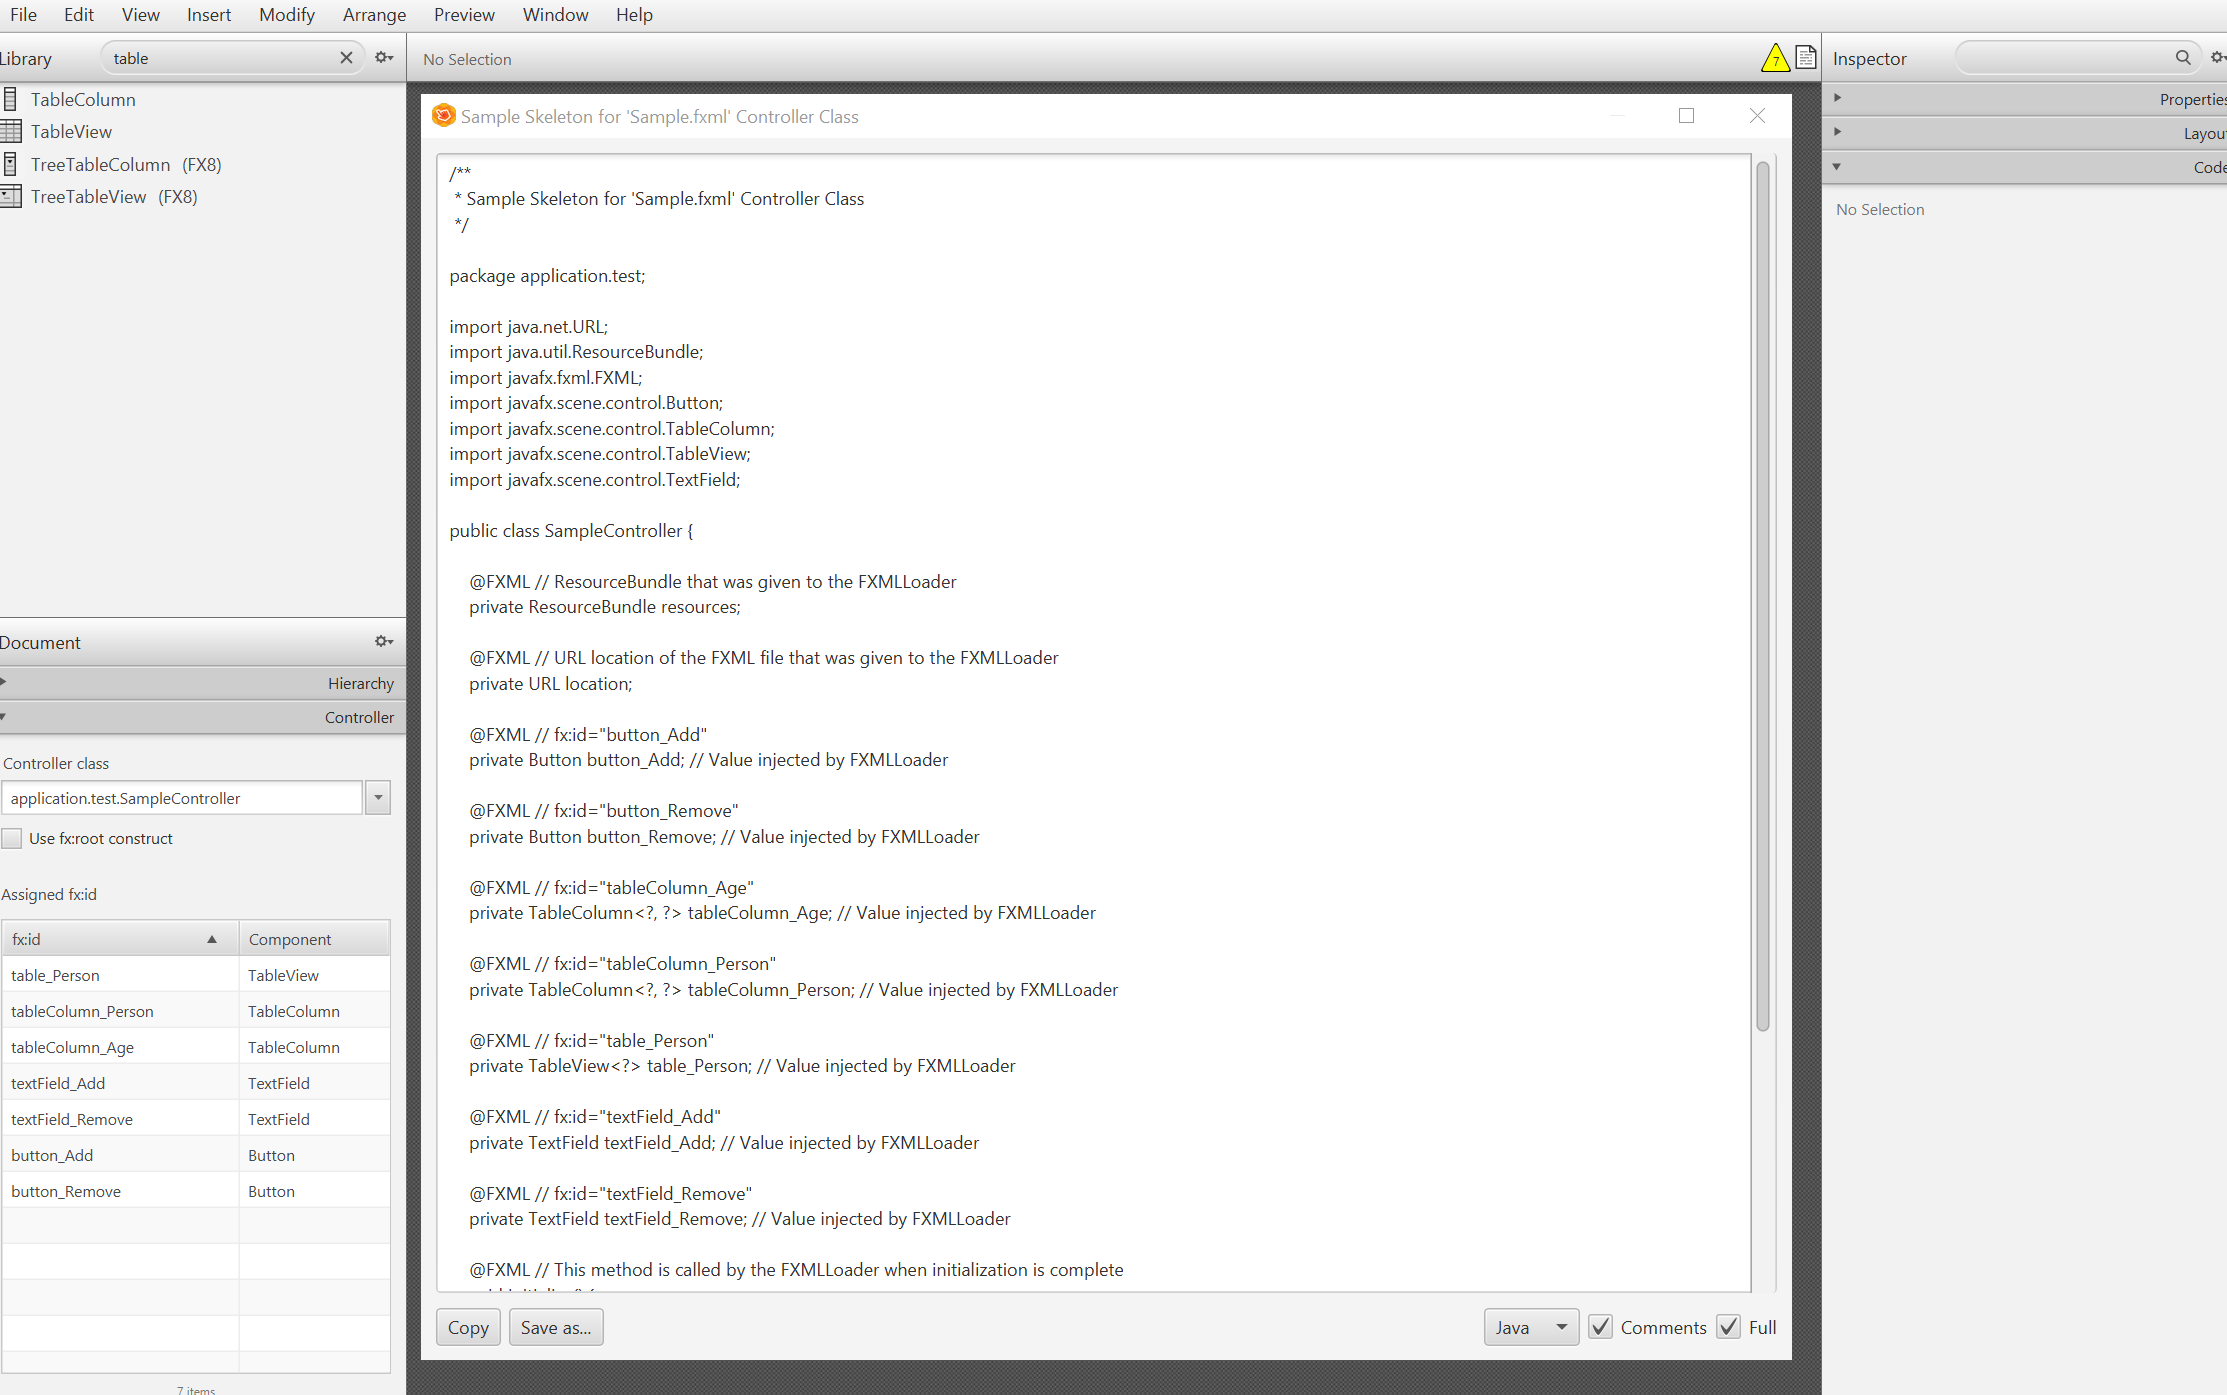 File Edit View Insert Modify Arrange Preview Window Help
Library table
TableColumn
TableView
TreeTableColumn (FX8)
TreeTableView (FX8)
Document
Hierarchy
Controller
Controller class
application.test.SampleController
Use fx:root construct
Assigned fx:id
fx:id Component
table_Person TableView
tableColumn_Person TableColumn
tableColumn_Age TableColumn
textField_Add TextField
textField_Remove TextField
button_Add Button
button_Remove Button
7 items
No Selection
7
Sample Skeleton for 'Sample.fxml' Controller Class
/**
* Sample Skeleton for 'Sample.fxml' Controller Class
*/
package application.test;
import java.net.URL;
import java.util.ResourceBundle;
import javafx.fxml.FXML;
import javafx.scene.control.Button;
import javafx.scene.control.TableColumn;
import javafx.scene.control.TableView;
import javafx.scene.control.TextField;
public class SampleController {
@FXML // ResourceBundle that was given to the FXMLLoader
private ResourceBundle resources;
@FXML // URL location of the FXML file that was given to the FXMLLoader
private URL location;
@FXML // fx:id="button_Add"
private Button button_Add; // Value injected by FXMLLoader
@FXML // fx:id="button_Remove"
private Button button_Remove; // Value injected by FXMLLoader
@FXML // fx:id="tableColumn_Age"
private TableColumn<?, ?> tableColumn_Age; // Value injected by FXMLLoader
@FXML // fx:id="tableColumn_Person"
private TableColumn<?, ?> tableColumn_Person; // Value injected by FXMLLoader
@FXML // fx:id="table_Person"
private TableView<?> table_Person; // Value injected by FXMLLoader
@FXML // fx:id="textField_Add"
private TextField textField_Add; // Value injected by FXMLLoader
@FXML // fx:id="textField_Remove"
private TextField textField_Remove; // Value injected by FXMLLoader
@FXML // This method is called by the FXMLLoader when initialization is complete
Copy Save as... Java Comments Full
Inspector
Properties
Layout
Code
No Selection